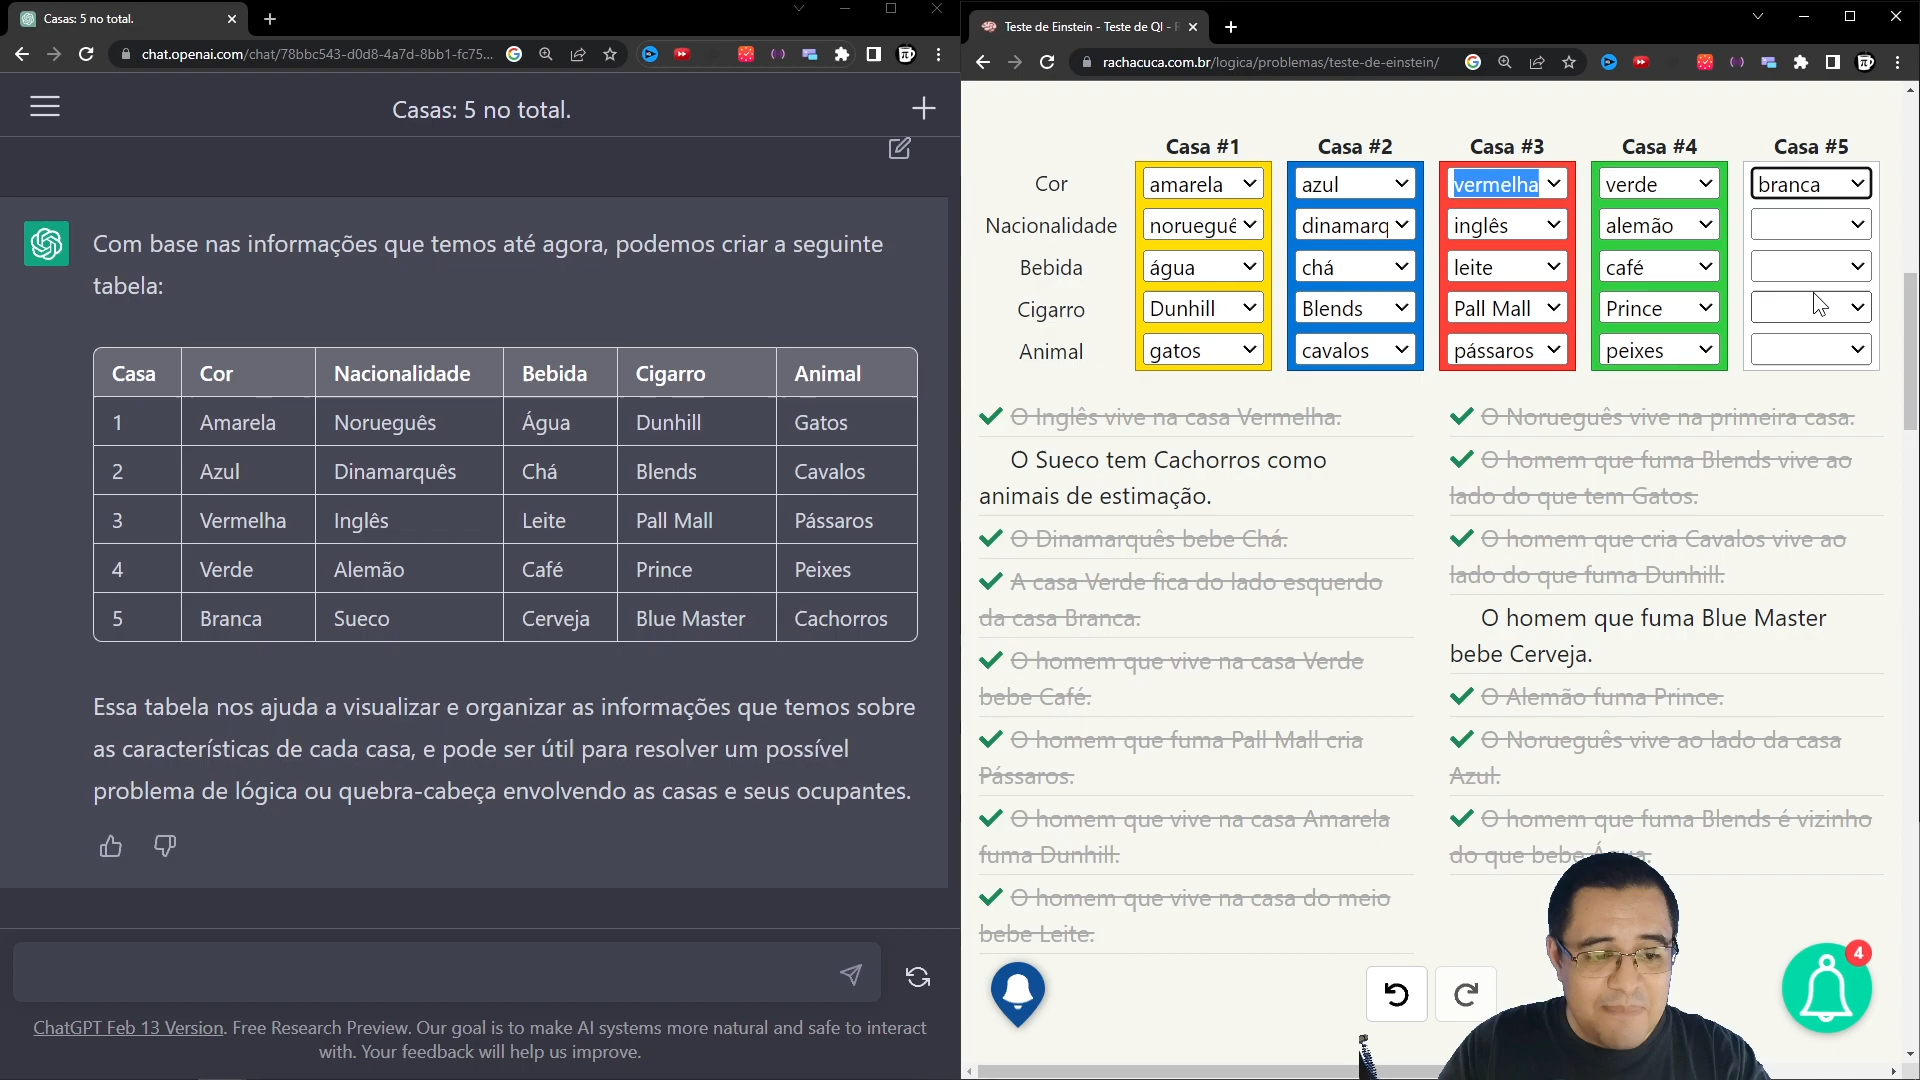 Casas: 5 no total.
chat.openai.com/chat/78bbc543-d0d8-4a7d-8bb1-fc75...
Casas: 5 no total.
Com base nas informações que temos até agora, podemos criar a seguinte
tabela:
Casa Cor Nacionalidade Bebida Cigarro Animal
1 Amarela Norueguês Água Dunhill Gatos
2 Azul Dinamarquês Chá Blends Cavalos
3 Vermelha Inglês Leite Pall Mall Pássaros
4 Verde Alemão Café Prince Peixes
5 Branca Sueco Cerveja Blue Master Cachorros
Essa tabela nos ajuda a visualizar e organizar as informações que temos sobre
as características de cada casa, e pode ser útil para resolver um possível
problema de lógica ou quebra-cabeça envolvendo as casas e seus ocupantes.
ChatGPT Feb 13 Version. Free Research Preview. Our goal is to make AI systems more natural and safe to interact
with. Your feedback will help us improve.
Teste de Einstein - Teste de QI - R
rachacuca.com.br/logica/problemas/teste-de-einstein/
Casa #1 Casa #2 Casa #3 Casa #4 Casa #5
Cor amarela azul vermelha verde branca
Nacionalidade noruegué dinamarq inglês alemão
Bebida água chá leite café
Cigarro Dunhill Blends Pall Mall Prince
Animal gatos cavalos pássaros peixes
O Inglês vive na casa Vermelha.
O Sueco tem Cachorros como
animais de estimação.
O Dinamarquês bebe Chá.
A casa Verde fica do lado esquerdo
da casa Branca.
O homem que vive na casa Verde
bebe Café.
O homem que fuma Pall Mall cria
Pássaros.
O homem que vive na casa Amarela
fuma Dunhill.
O homem que vive na casa do meio
bebe Leite.
O Norueguês vive na primeira casa.
O homem que fuma Blends vive ao
lado do que tem Gatos.
O homem que cria Cavalos vive ao
lado do que fuma Dunhill.
O homem que fuma Blue Master
bebe Cerveja.
O Alemão fuma Prince.
O Norueguês vive ao lado da casa
Azul.
O homem que fuma Blends é vizinho
do que bebe Água.
4